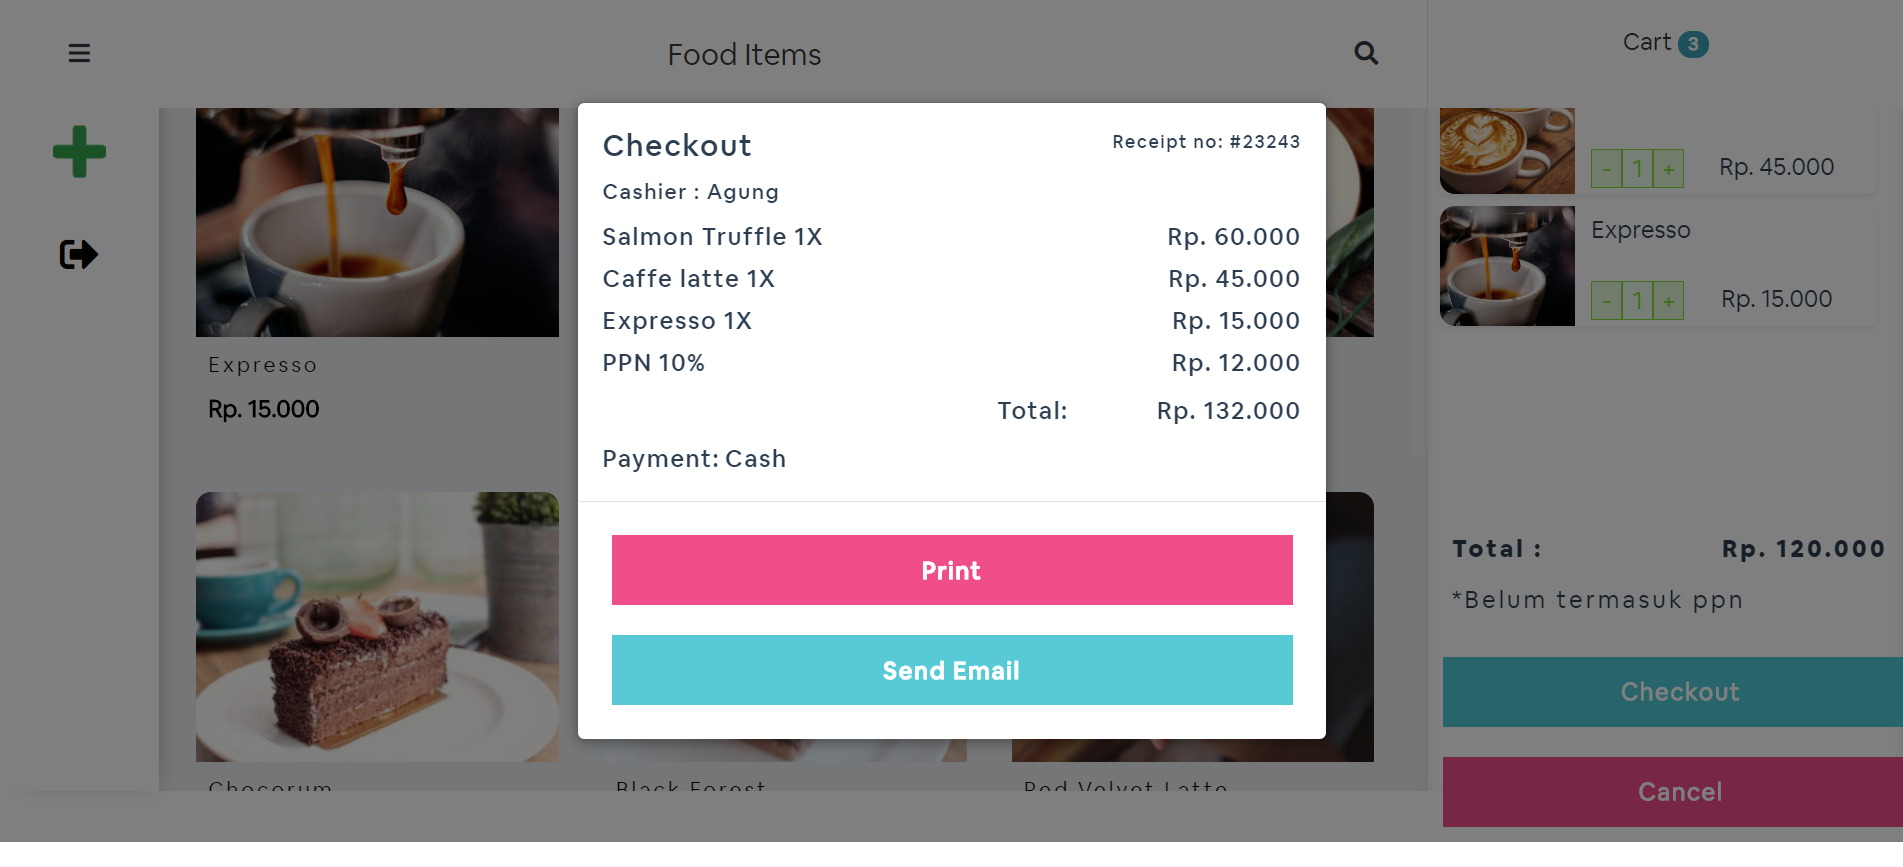 Food Items
Cart 3
Checkout
Receipt no: #23243
Cashier : Agung
Salmon Truffle 1X Rp. 60.000
Caffe latte 1X Rp. 45.000
Expresso 1X Rp. 15.000
PPN 10% Rp. 12.000
Total: Rp. 132.000
Payment: Cash
Print
Send Email
Expresso
Rp. 15.000
Chocorum
Black Forest
Red Velvet Latte
- 1 + Rp. 45.000
Expresso
- 1 + Rp. 15.000
Total : Rp. 120.000
*Belum termasuk ppn
Checkout
Cancel